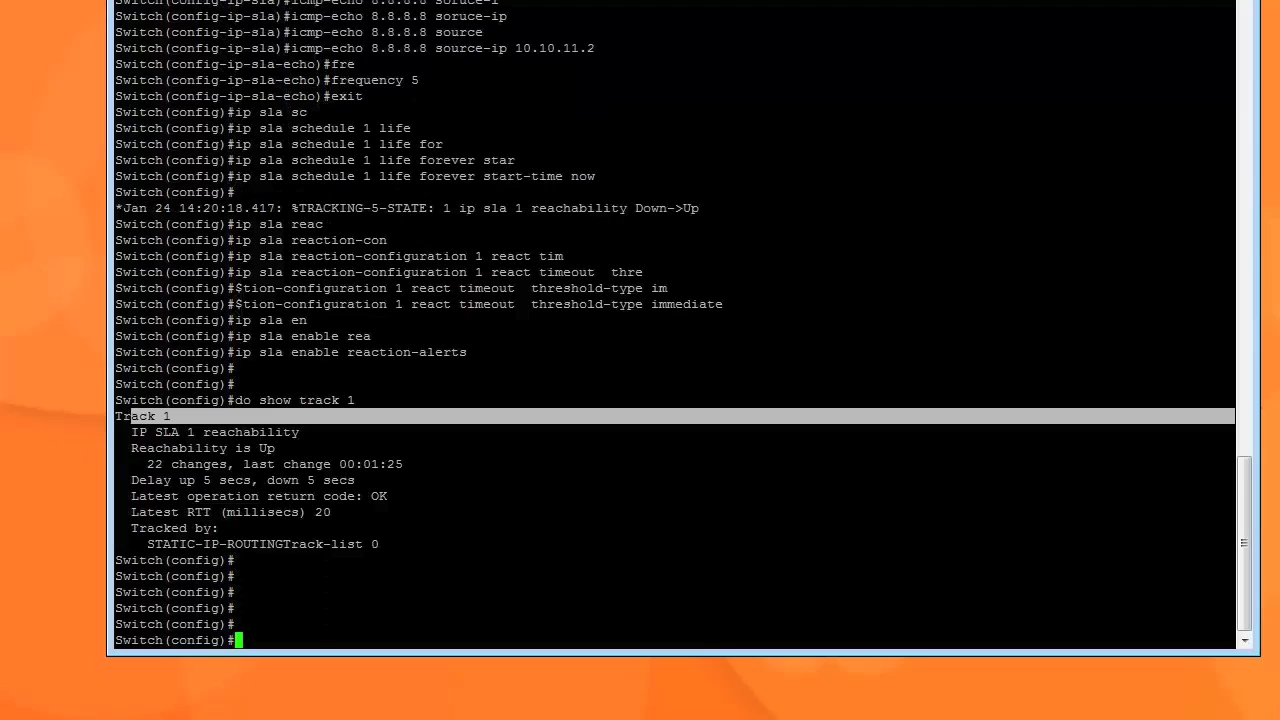 Switch(config-ip-sla)#icmp-echo 8.8.8.8 soruce-i
Switch(config-ip-sla)#icmp-echo 8.8.8.8 source-ip
Switch(config-ip-sla)#icmp-echo 8.8.8.8 source
Switch(config-ip-sla)#icmp-echo 8.8.8.8 source-ip 10.10.11.2
Switch(config-ip-sla-echo)#fre
Switch(config-ip-sla-echo)#frequency 5
Switch(config-ip-sla-echo)#exit
Switch(config)#ip sla sc
Switch(config)#ip sla schedule 1 life
Switch(config)#ip sla schedule 1 life for
Switch(config)#ip sla schedule 1 life forever star
Switch(config)#ip sla schedule 1 life forever start-time now
Switch(config)#
*Jan 24 14:20:18.417: %TRACKING-5-STATE: 1 ip sla 1 reachability Down->Up
Switch(config)#ip sla reac
Switch(config)#ip sla reaction-con
Switch(config)#ip sla reaction-configuration 1 react tim
Switch(config)#ip sla reaction-configuration 1 react timeout  thre
Switch(config)#$tion-configuration 1 react timeout  threshold-type im
Switch(config)#$tion-configuration 1 react timeout  threshold-type immediate
Switch(config)#ip sla en
Switch(config)#ip sla enable rea
Switch(config)#ip sla enable reaction-alerts
Switch(config)#
Switch(config)#
Switch(config)#do show track 1
Track 1
IP SLA 1 reachability
Reachability is Up
22 changes, last change 00:01:25
Delay up 5 secs, down 5 secs
Latest operation return code: OK
Latest RTT (millisecs) 20
Tracked by:
STATIC-IP-ROUTINGTrack-list 0
Switch(config)#
Switch(config)#
Switch(config)#
Switch(config)#
Switch(config)#
Switch(config)#